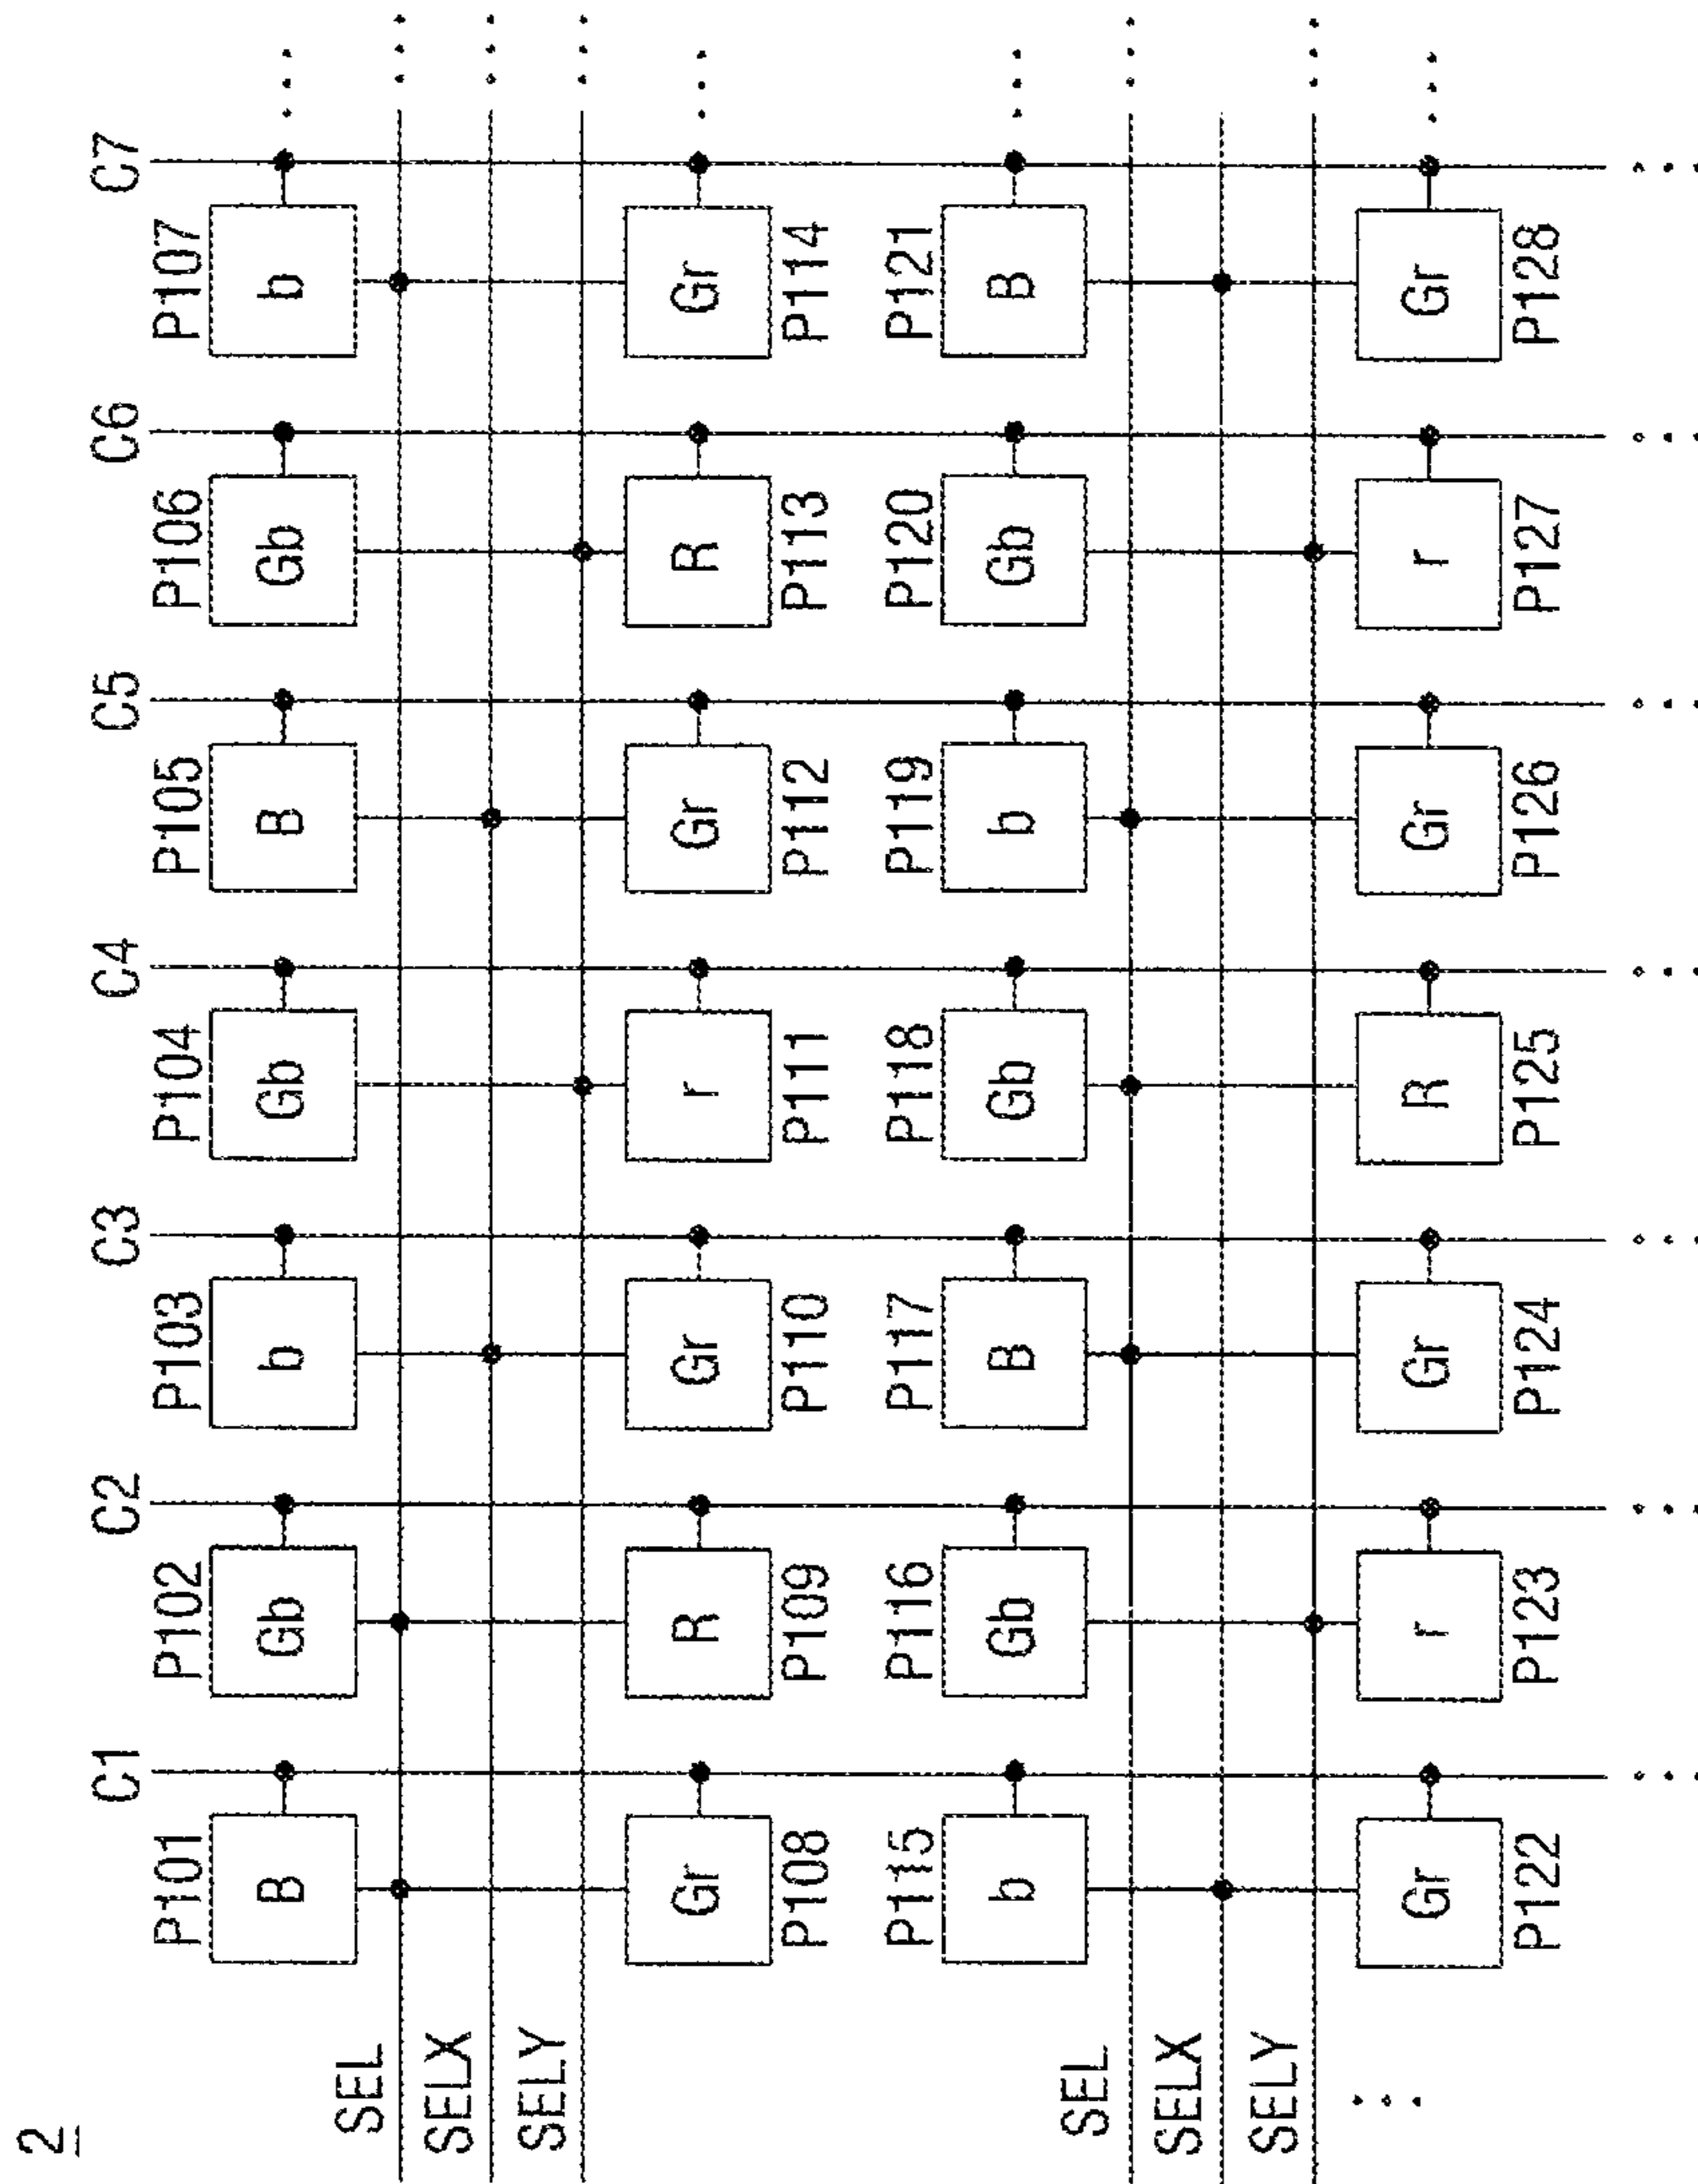 2
C1 C2 C3 C4 C5 C6 C7
P101 P102 P103 P104 P105 P106 P107
B Gb b Gb B Gb b
SEL
SELX
SELY
Gr R Gr r Gr R Gr
P108 P109 P110 P111 P112 P113 P114
P115 P116 P117 P118 P119 P120 P121
b Gb B Gb b Gb B
SEL
SELX
SELY
Gr r Gr R Gr r Gr
P122 P123 P124 P125 P126 P127 P128